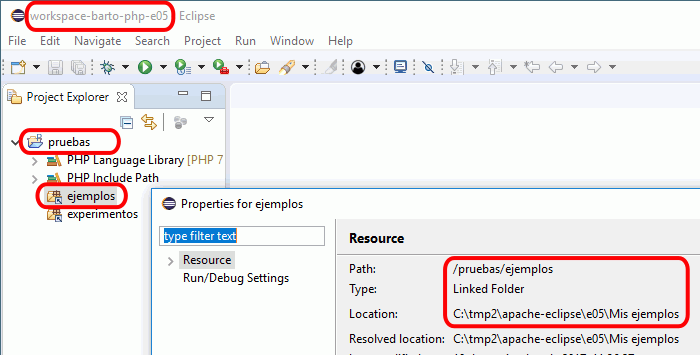 workspace-barto-php-e05 - Eclipse
File Edit Navigate Search Project Run Window Help
Project Explorer
pruebas
PHP Language Library [PHP 7
PHP Include Path
ejemplos
experimentos
Properties for ejemplos
type filter text
Resource
Run/Debug Settings
Resource
Path: /pruebas/ejemplos
Type: Linked Folder
Location: C:\tmp2\apache-eclipse\e05\Mis ejemplos
Resolved location: C:\tmp2\apache-eclipse\e05\Mis ejemplos